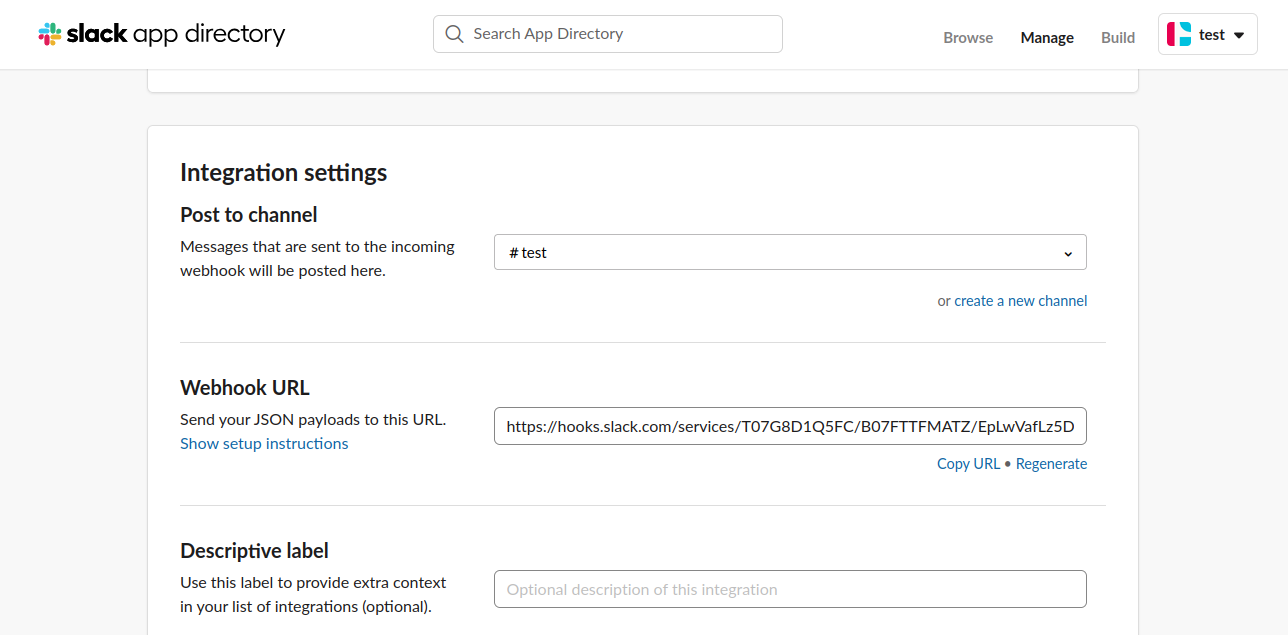 slack app directory
Search App Directory
Browse
Manage
Build
test
Integration settings
Post to channel
Messages that are sent to the incoming
webhook will be posted here.
# test
or create a new channel
Webhook URL
Send your JSON payloads to this URL.
Show setup instructions
https://hooks.slack.com/services/T07G8D1Q5FC/B07FTTFMATZ/EpLwVafLz5D
Copy URL • Regenerate
Descriptive label
Use this label to provide extra context
in your list of integrations (optional).
Optional description of this integration